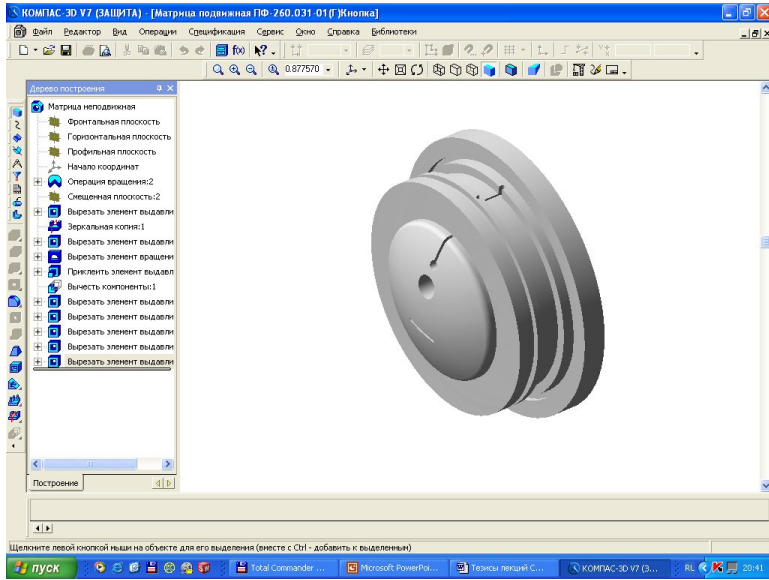 КОМПАС-3D V7 (ЗАЩИТА) - [Матрица подвижная ПФ-260.031-01(Г)Кнопка]
Файл Редактор Вид Операции Спецификация Сервис Окно Справка Библиотеки
0.877570
Дерево построения
Матрица неподвижная
Фронтальная плоскость
Горизонтальная плоскость
Профильная плоскость
Начало координат
Операция вращения:2
Смещенная плоскость:2
Вырезать элемент выдавли
Зеркальная копия:1
Вырезать элемент выдавли
Вырезать элемент вращени
Приклеить элемент выдавл
Вычесть компоненты:1
Вырезать элемент выдавли
Вырезать элемент выдавли
Вырезать элемент выдавли
Вырезать элемент выдавли
Построение
Щелкните левой кнопкой мыши на объекте для его выделения (вместе с Ctrl - добавить к выделенным)
пуск Total Commander ... Microsoft PowerPoi... Тезисы лекций С... КОМПАС-3D V7 (З... RL 20:41